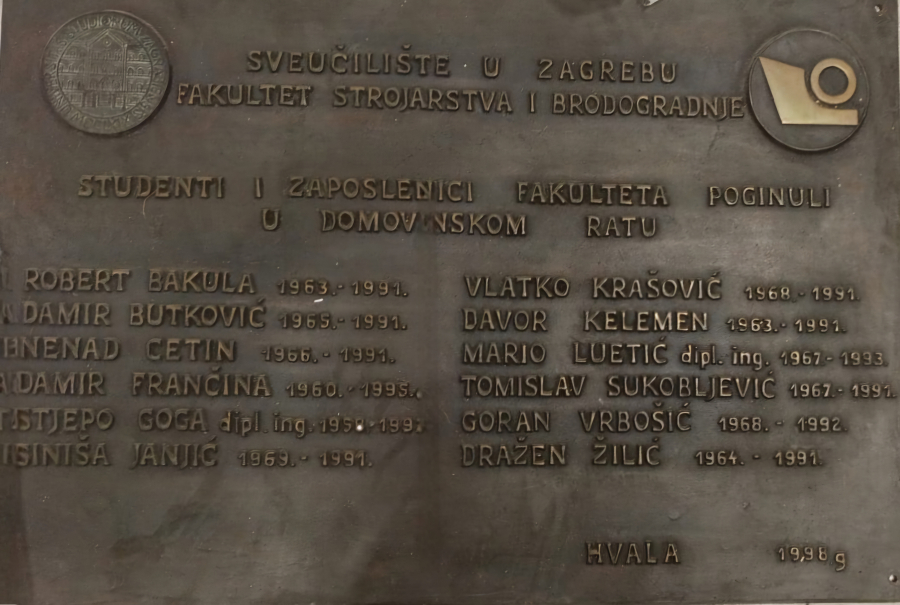 SVEUČILIŠTE U ZAGREBU
FAKULTET STROJARSTVA I BRODOGRADNJE
STUDENTI I ZAPOSLENICI FAKULTETA POGINULI
U DOMOVINSKOM RATU
ROBERT BAKULA 1963.-1991.
DAMIR BUTKOVIĆ 1965.-1991.
NENAD CETIN 1966.-1991.
DAMIR FRANČINA 1960.-1995.
STJEPO GOGA dipl.ing.
SINIŠA JANJIĆ 1969.-1991.
VLATKO KRAŠOVIĆ 1968.-1991.
DAVOR KELEMEN 1963.-1991.
MARIO LUETIĆ dipl.ing. 1967-1993.
TOMISLAV SUKOBLJEVIĆ 1967.-1991.
GORAN VRBOŠIĆ 1968.-1992.
DRAŽEN ŽILIĆ 1964.-1991.
HVALA 1998g